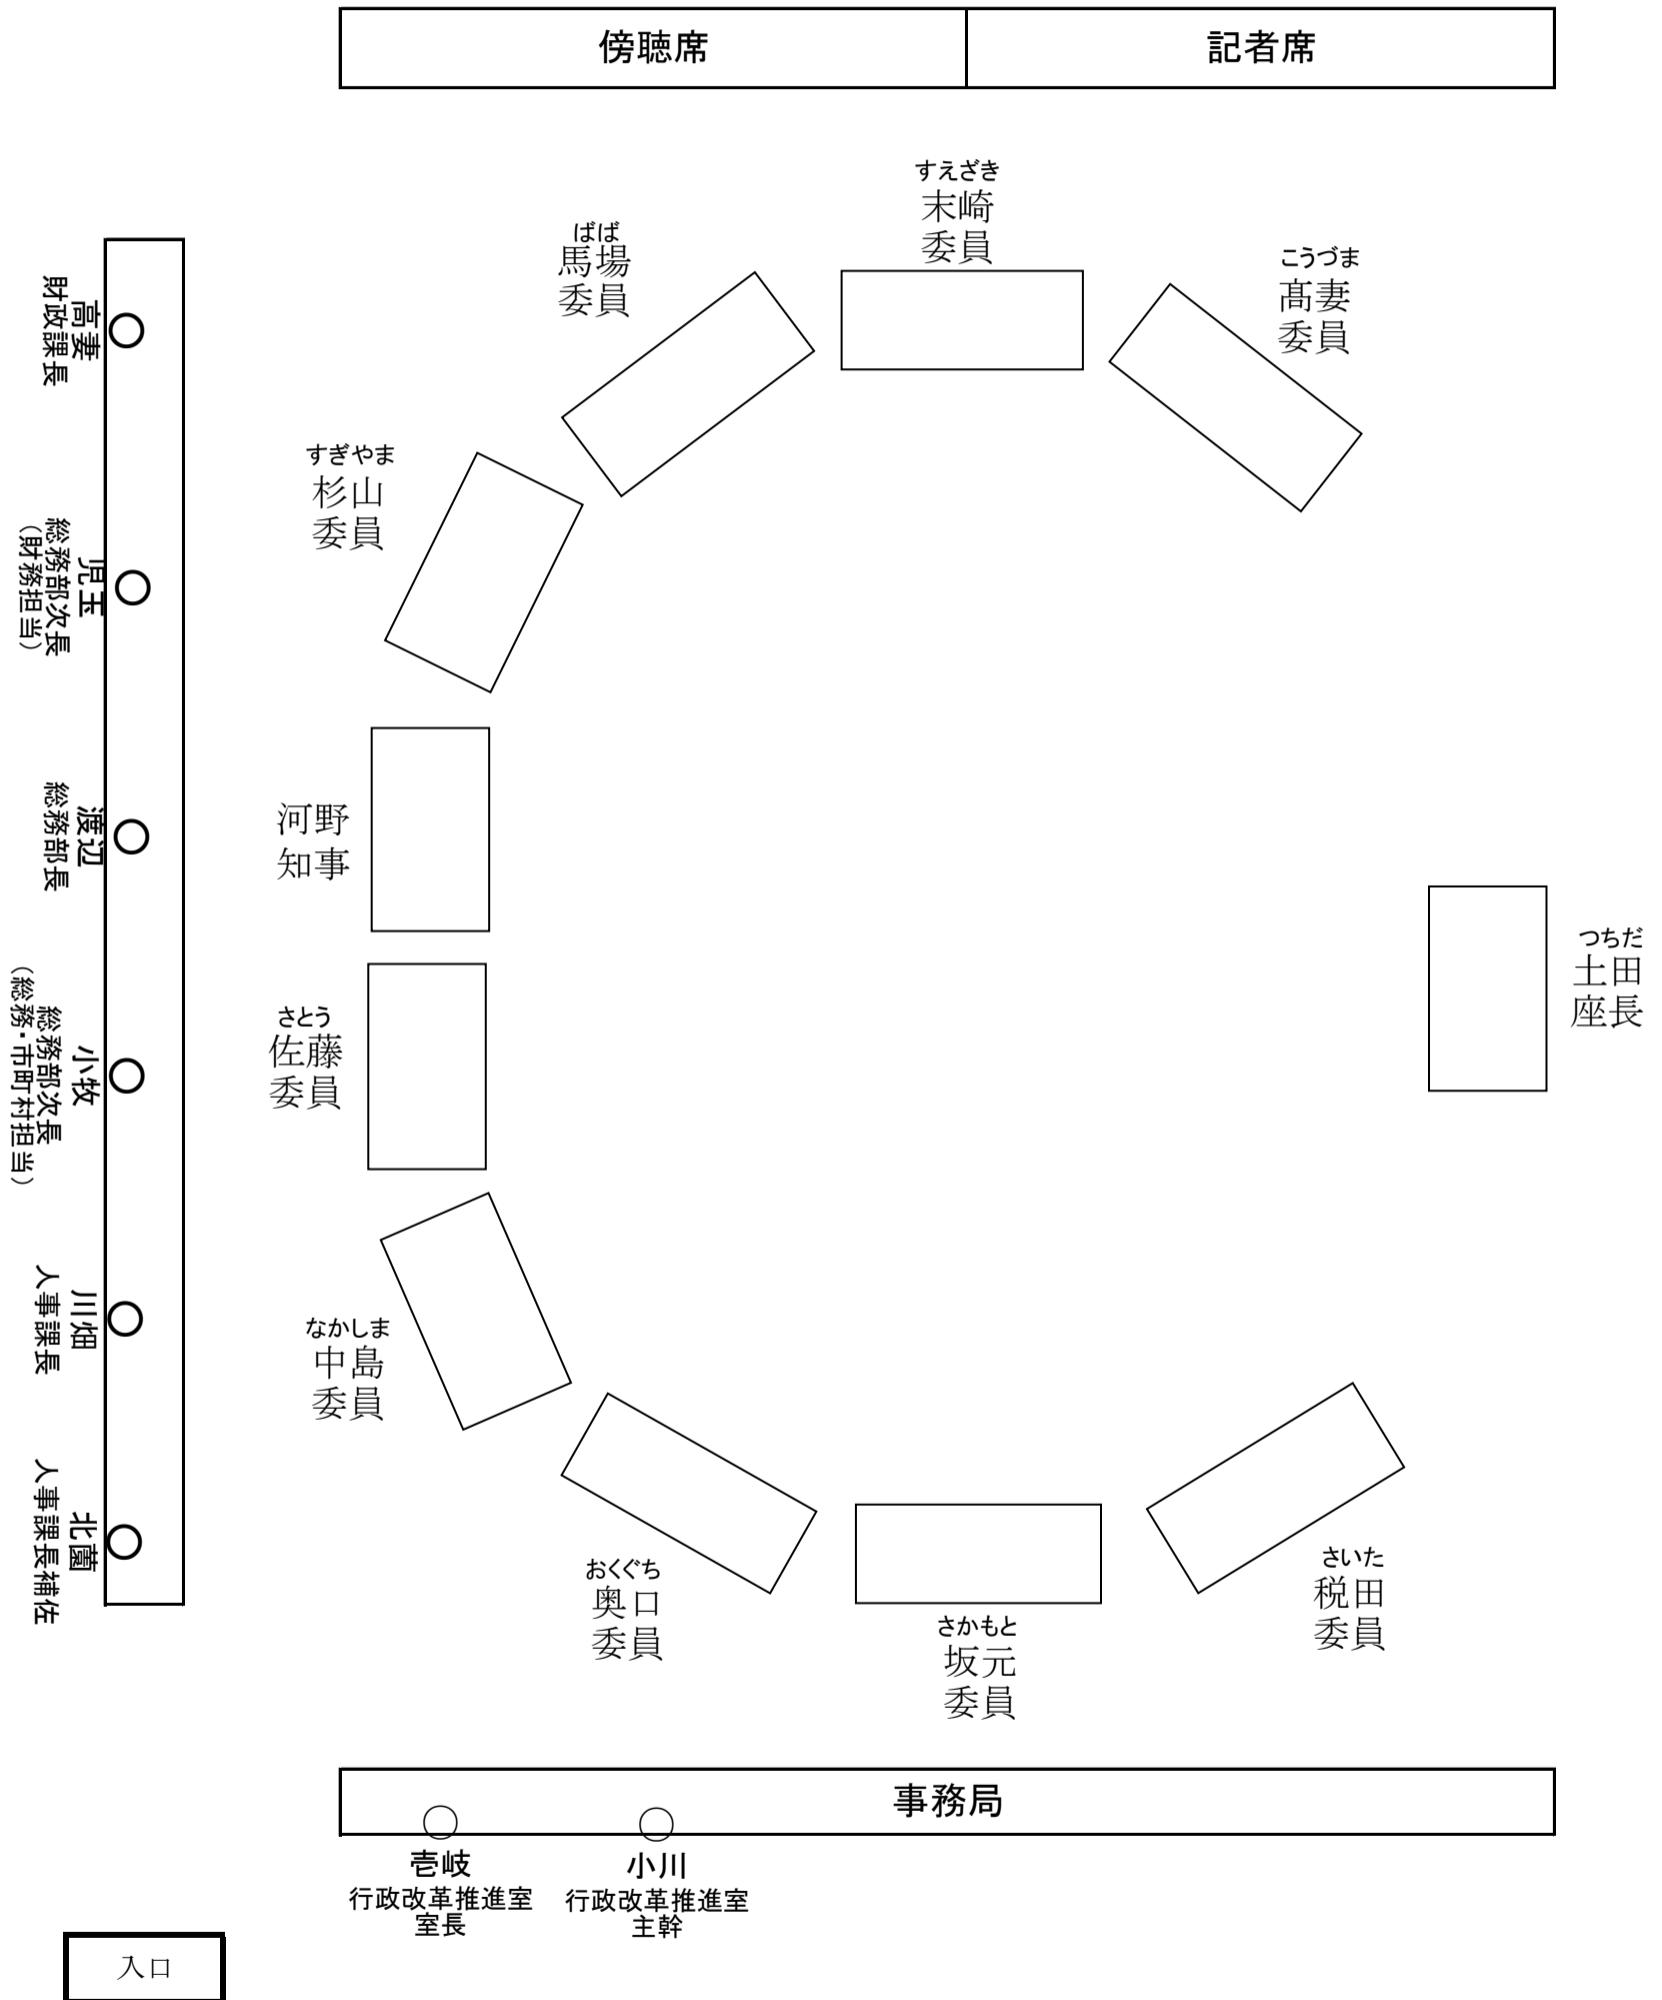 傍聴席
記者席
すえざき
末崎
委員
ばば
馬場
委員
こうづま
髙妻
委員
すぎやま
杉山
委員
河野
知事
さとう
佐藤
委員
つちだ
土田
座長
なかしま
中島
委員
おくぐち
奥口
委員
さかもと
坂元
委員
さいた
税田
委員
高妻
財政課長
児玉
総務部次長
（財務担当）
渡辺
総務部長
小牧
総務部次長
（総務・市町村担当）
川畑
人事課長
北薗
人事課長補佐
事務局
壱岐
行政改革推進室
室長
小川
行政改革推進室
主幹
入口